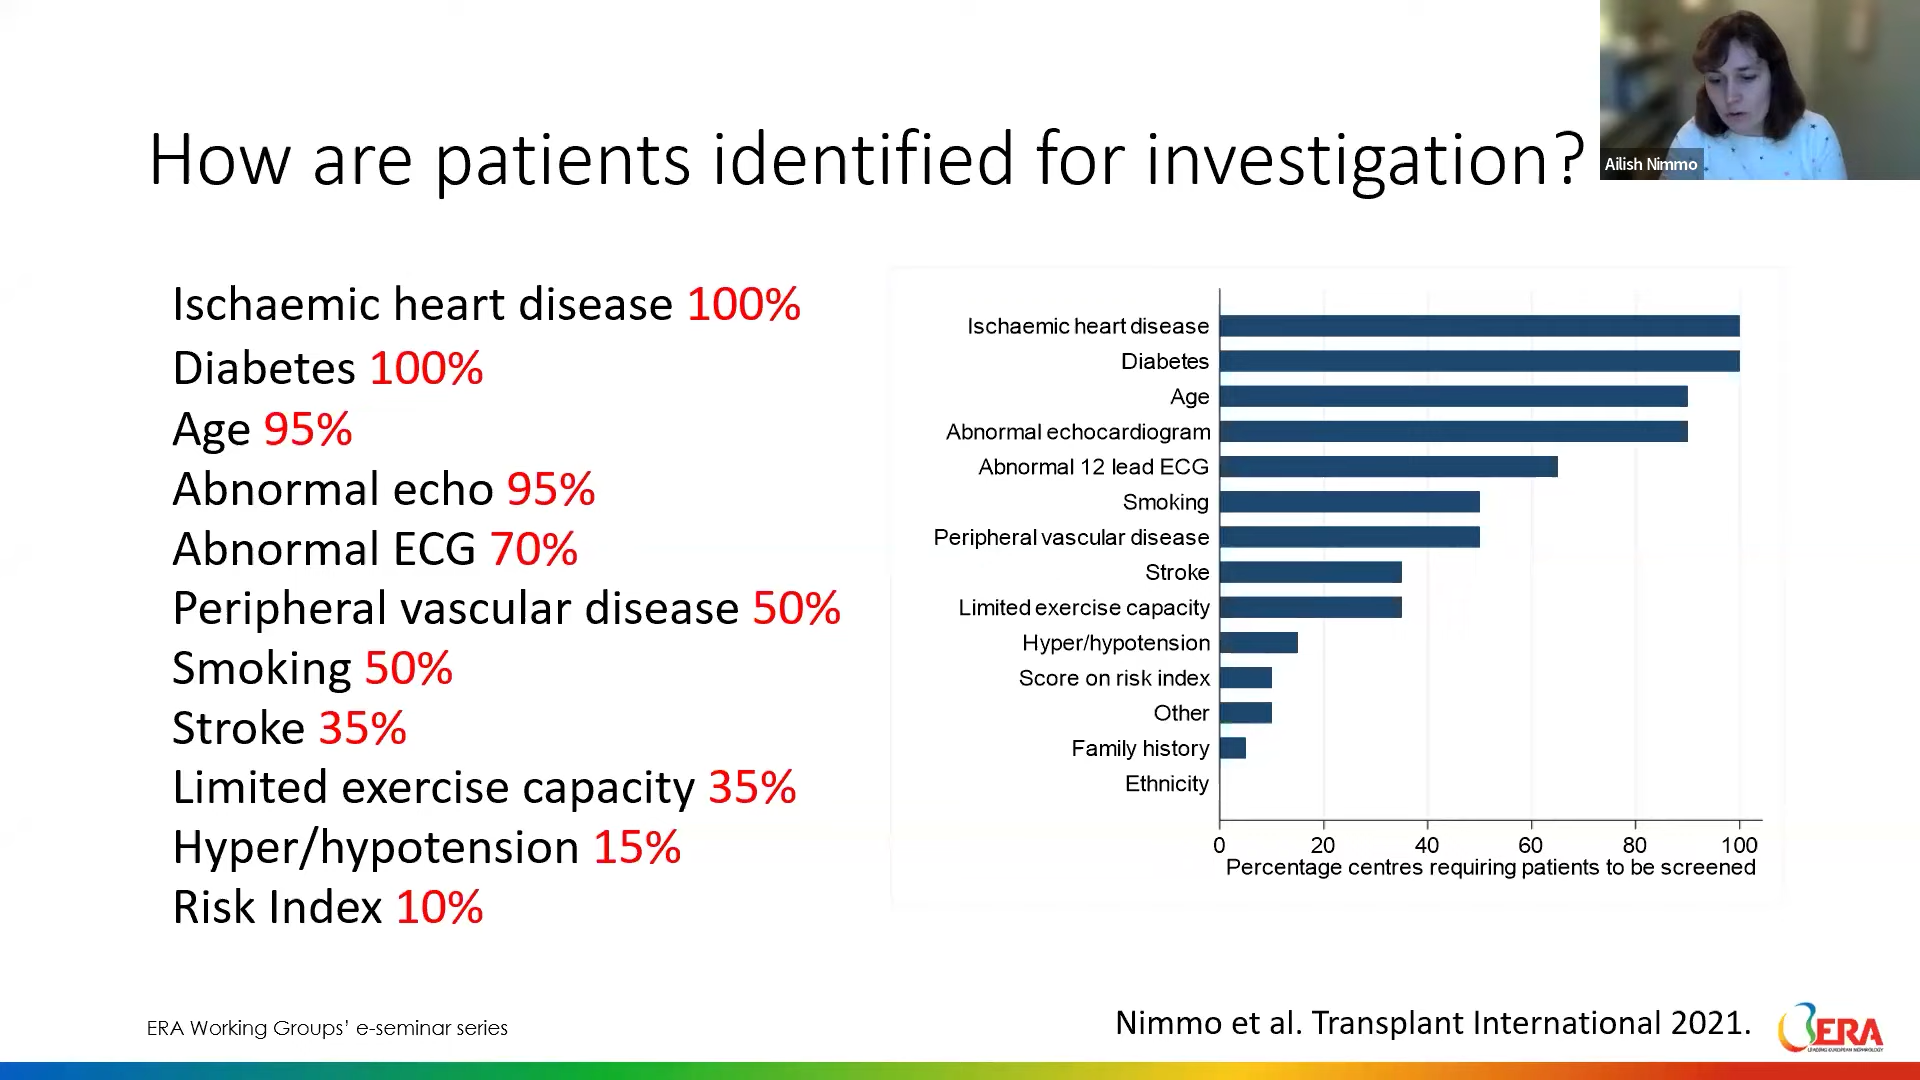 How are patients identified for investigation?
Ailish Nimmo
Ischaemic heart disease 100%
Diabetes 100%
Age 95%
Abnormal echo 95%
Abnormal ECG 70%
Peripheral vascular disease 50%
Smoking 50%
Stroke 35%
Limited exercise capacity 35%
Hyper/hypotension 15%
Risk Index 10%
Ischaemic heart disease
Diabetes
Age
Abnormal echocardiogram
Abnormal 12 lead ECG
Smoking
Peripheral vascular disease
Stroke
Limited exercise capacity
Hyper/hypotension
Score on risk index
Other
Family history
Ethnicity
0 20 40 60 80 100
Percentage centres requiring patients to be screened
ERA Working Groups’ e-seminar series
Nimmo et al. Transplant International 2021.
ERA
LEADING EUROPEAN NEPHROLOGY